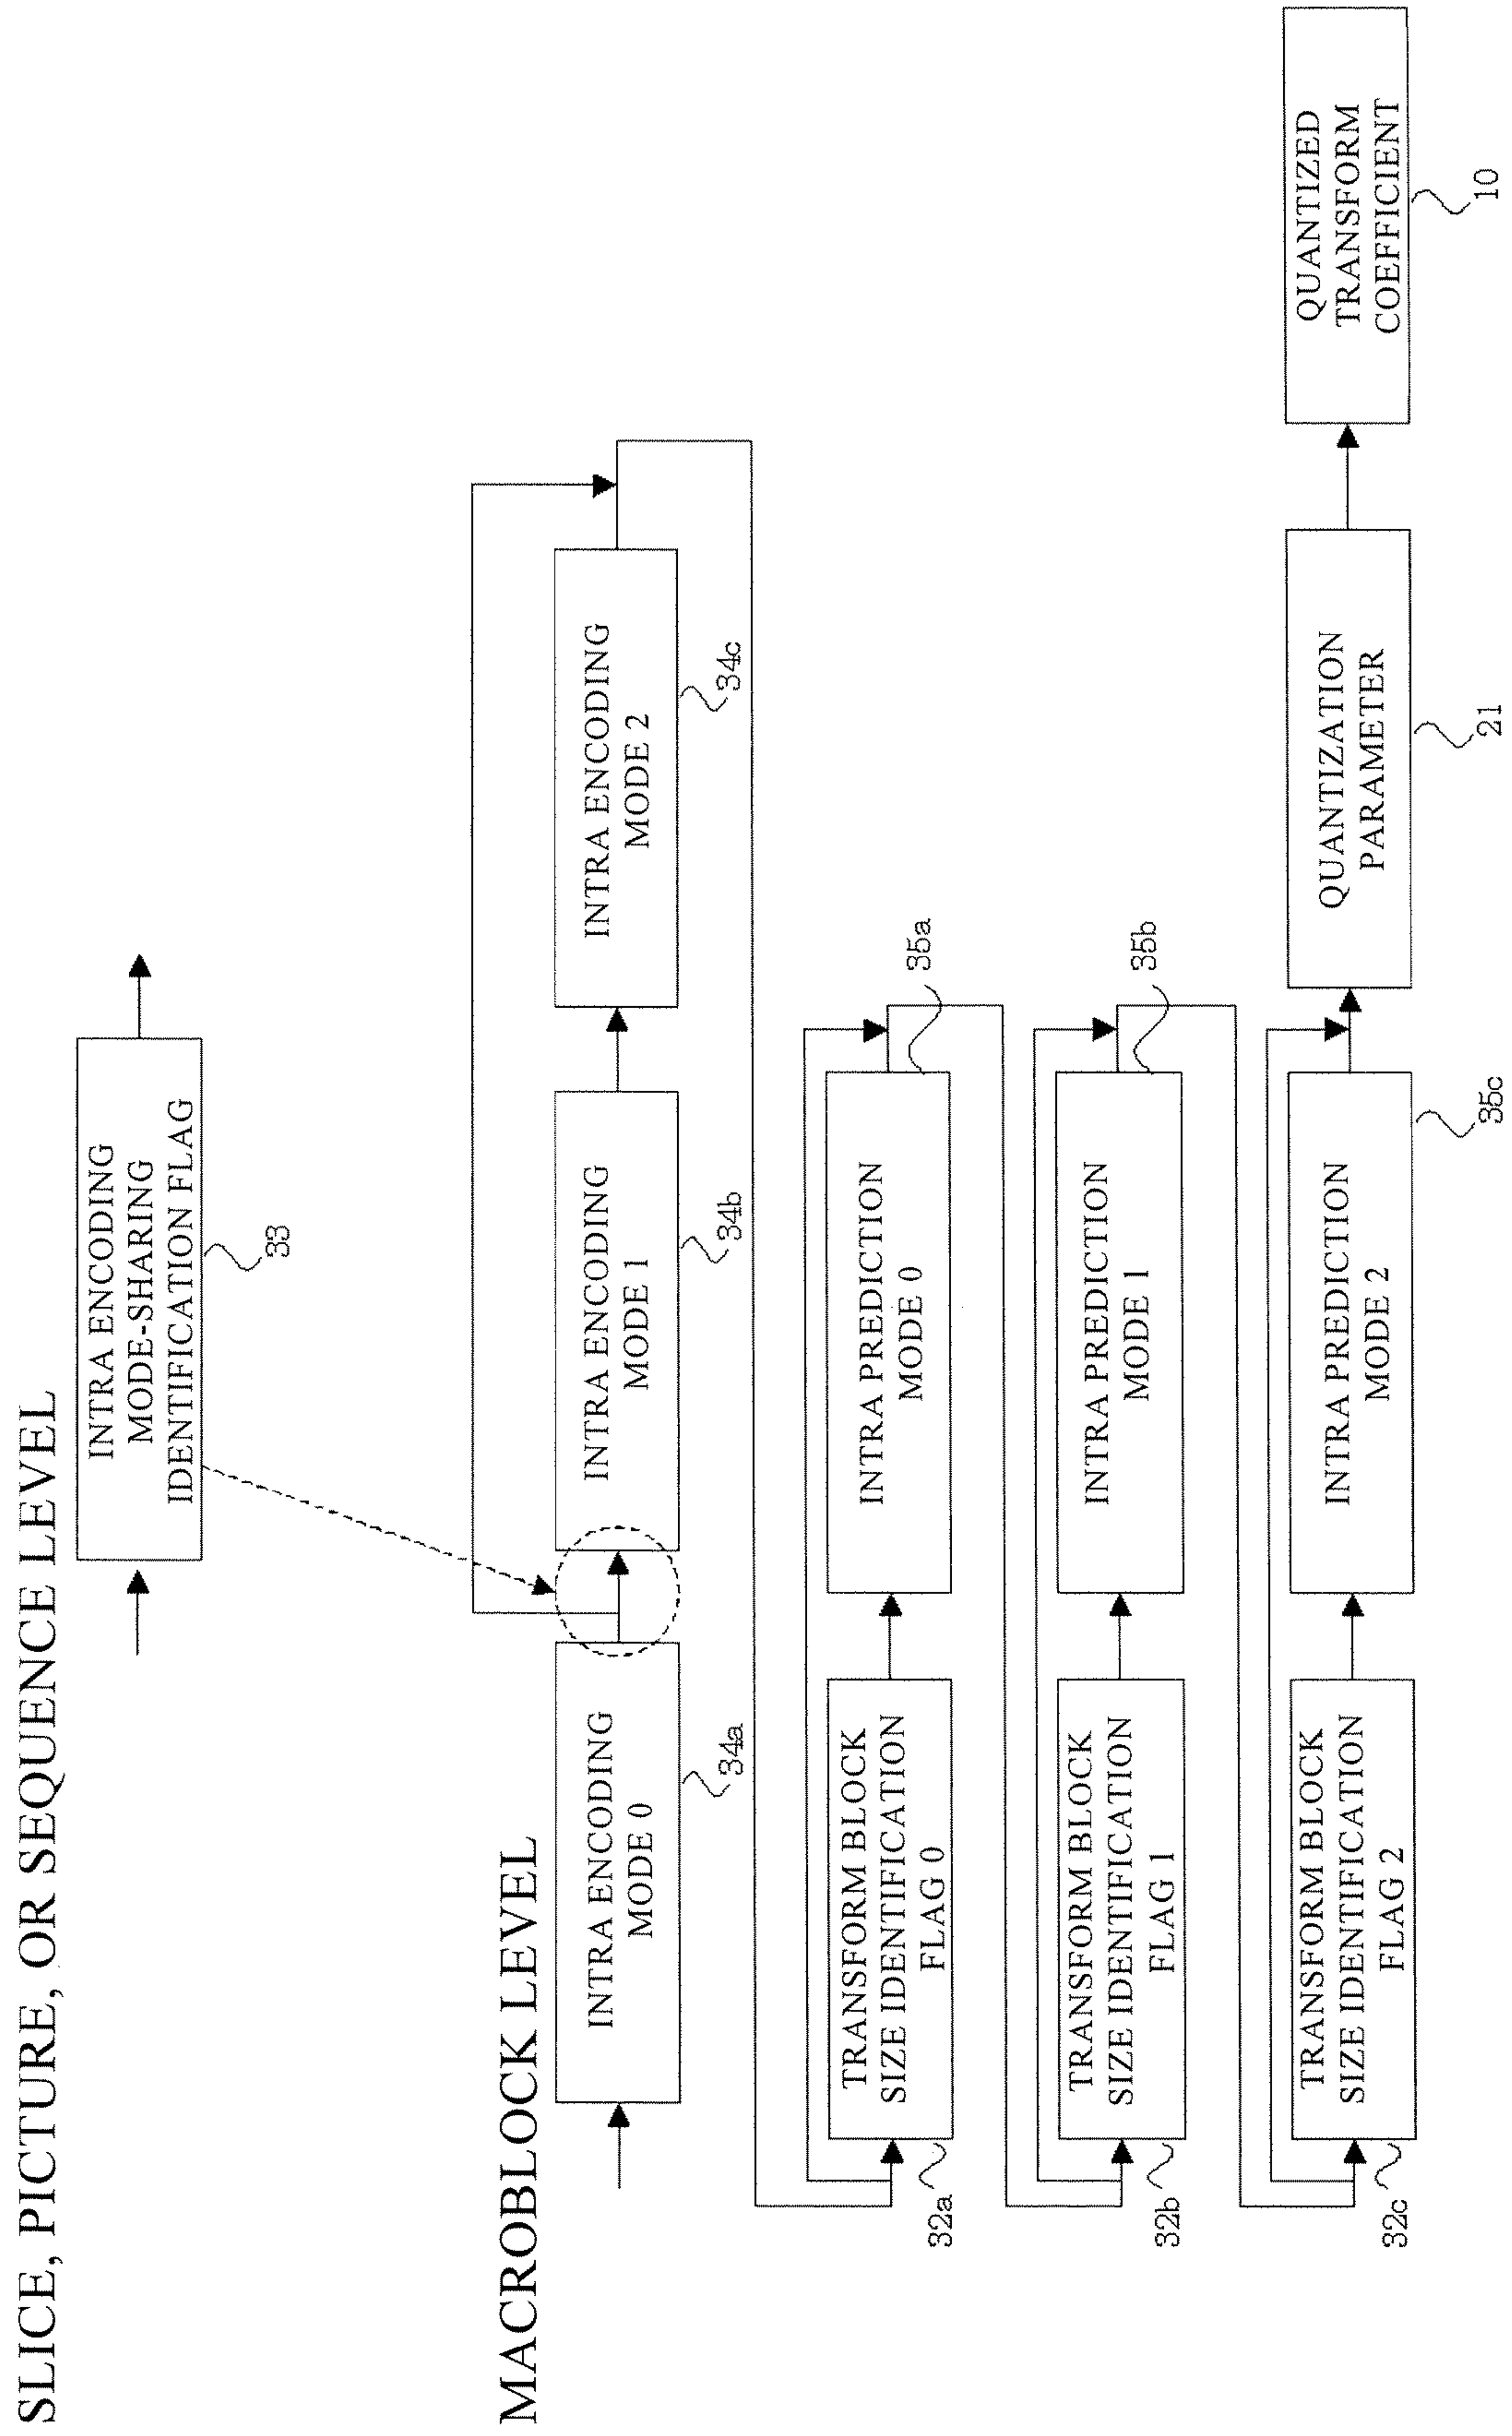 SLICE, PICTURE, OR SEQUENCE LEVEL
INTRA ENCODING
MODE-SHARING
IDENTIFICATION FLAG
33
MACROBLOCK LEVEL
INTRA ENCODING
MODE 0
34a
INTRA ENCODING
MODE 1
34b
INTRA ENCODING
MODE 2
34c
TRANSFORM BLOCK
SIZE IDENTIFICATION
FLAG 0
32a
INTRA PREDICTION
MODE 0
35a
TRANSFORM BLOCK
SIZE IDENTIFICATION
FLAG 1
32b
INTRA PREDICTION
MODE 1
35b
TRANSFORM BLOCK
SIZE IDENTIFICATION
FLAG 2
32c
INTRA PREDICTION
MODE 2
35c
QUANTIZATION
PARAMETER
21
QUANTIZED
TRANSFORM
COEFFICIENT
10